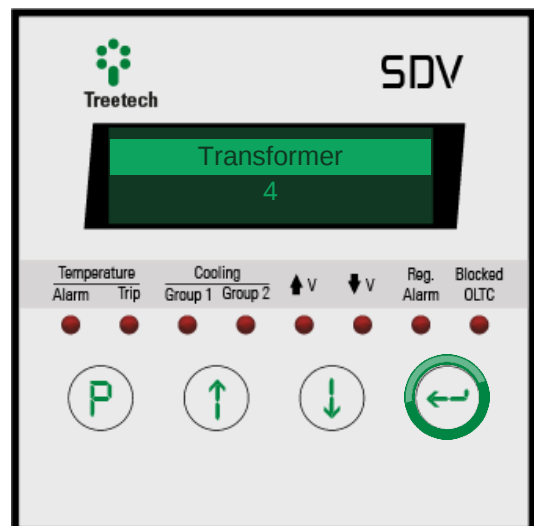 Treetech
SDV
Transformer
4
Temperature
Alarm Trip
Cooling
Group 1 Group 2
V
V
Reg.
Alarm
Blocked
OLTC
P